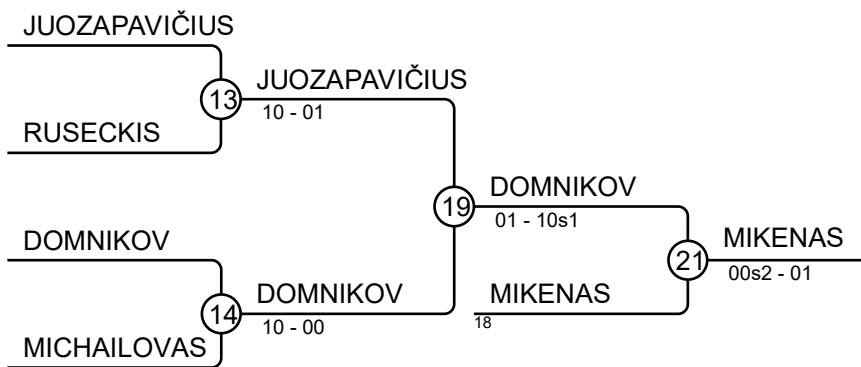 JUOZAPAVIČIUS
13
JUOZAPAVIČIUS
10 - 01
RUSECKIS
19
DOMNIKOV
01 - 10s1
DOMNIKOV
21
MIKENAS
00s2 - 01
14
DOMNIKOV
10 - 00
MIKENAS
18
MICHAILOVAS